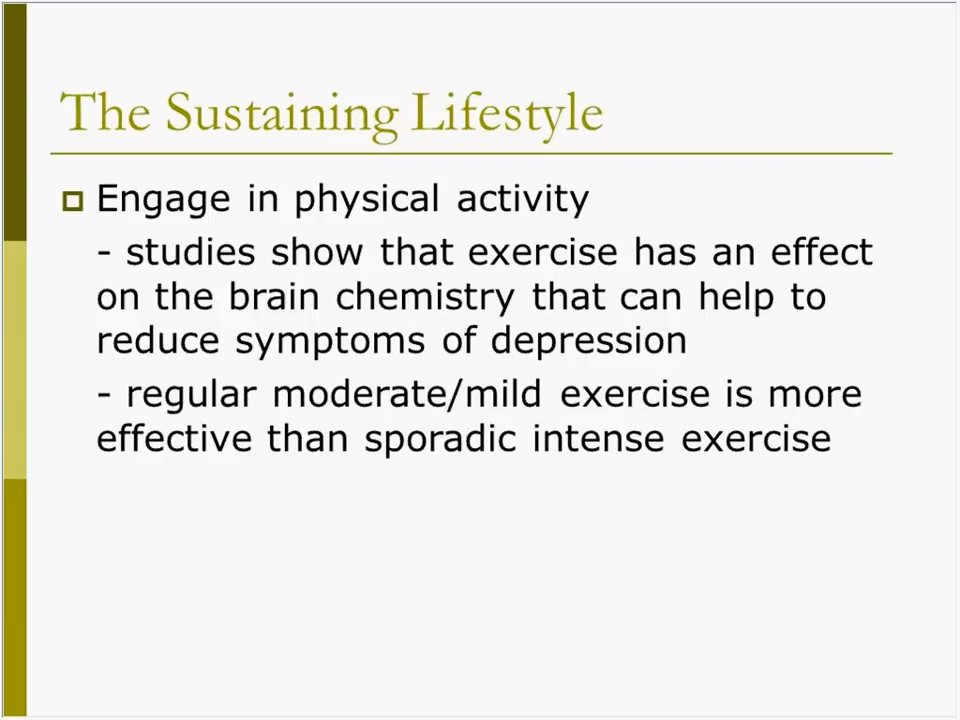 The Sustaining Lifestyle
Engage in physical activity
- studies show that exercise has an effect
on the brain chemistry that can help to
reduce symptoms of depression
- regular moderate/mild exercise is more
effective than sporadic intense exercise